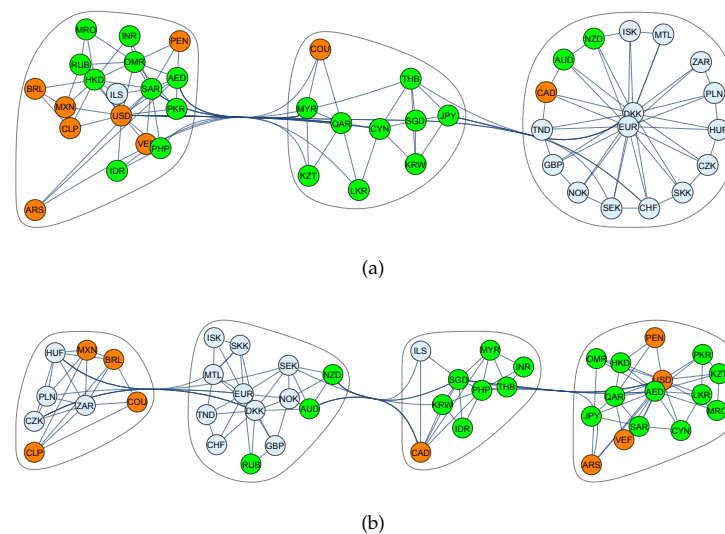 MRO INR PEN
RUB OMR
HKD AED
ILS SAR
BRL MXN USD PKR
CLP VEF PHP
IDR
ARS
COU
THB
MYR QAR CYN SGD JPY
KZT LKR KRW
ISK MTL
NZD ZAR
AUD
CAD PLN
DKK
TND EUR HUF
GBP CZK
NOK SEK CHF SKK
(a)
HUF MXN BRL
PLN ZAR COU
CZK
CLP
ISK SKK
MTL SEK NZD
EUR
TND DKK NOK AUD
CHF GBP
RUB
ILS MYR INR
SGD PHP THB
KRW
IDR
CAD
PEN
OMR HKD PKR
KZT
QAR AED LKR
JPY MRO
SAR CYN
VEF
ARS
(b)